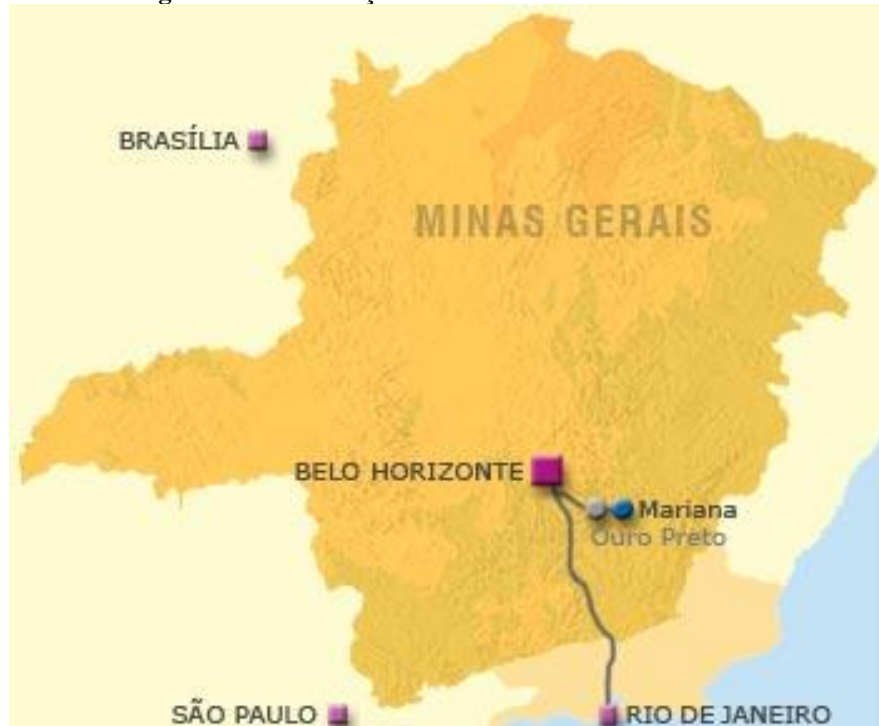 BRASÍLIA
MINAS GERAIS
BELO HORIZONTE
Mariana
Ouro Preto
SÃO PAULO
RIO DE JANEIRO